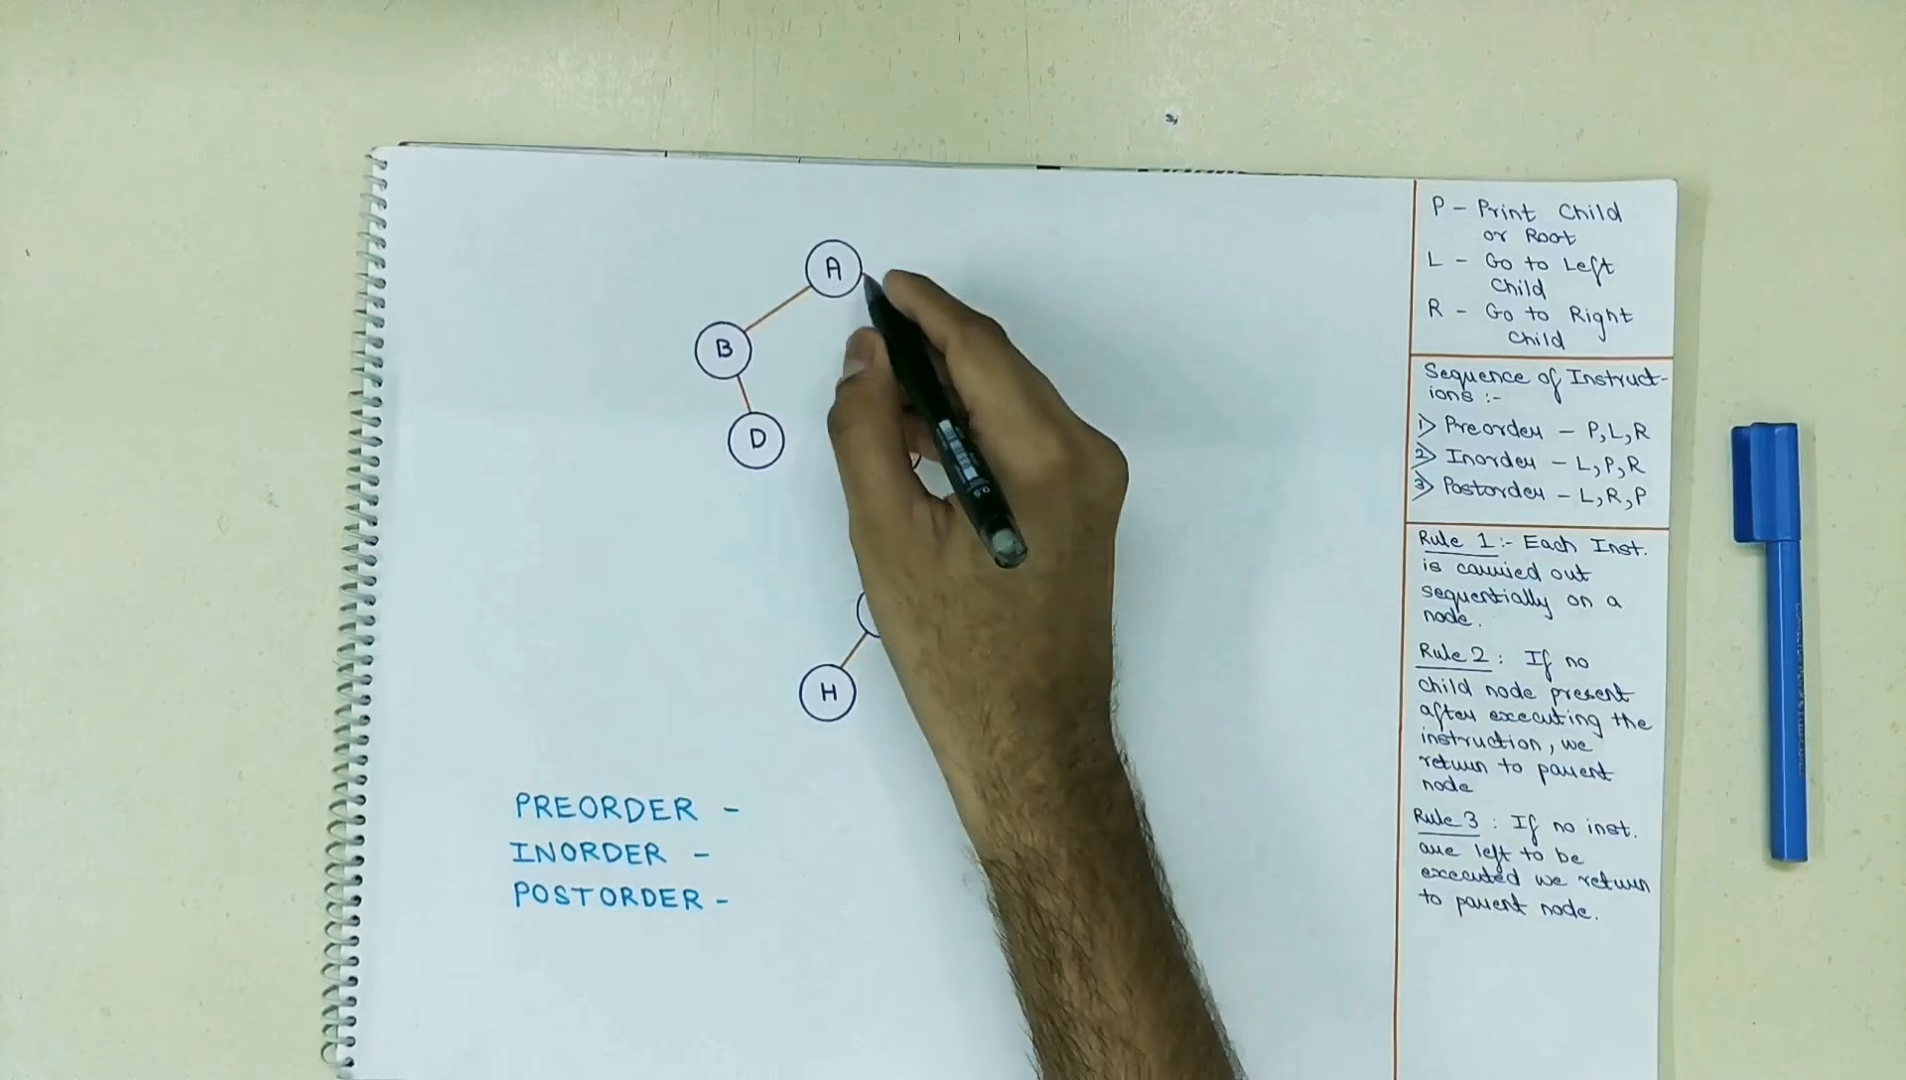 A
B
D
H
PREORDER -
INORDER -
POSTORDER -
P - Print Child
or Root
L - Go to Left
Child
R - Go to Right
Child
Sequence of Instruct-
ions :-
1> Preorder - P,L,R
2> Inorder - L,P,R
3> Postorder - L,R,P
Rule 1:- Each Inst.
is carried out
sequentially on a
node.
Rule 2: If no
child node present
after executing the
instruction, we
return to parent
node
Rule 3: If no inst.
are left to be
executed we return
to parent node.
0.5